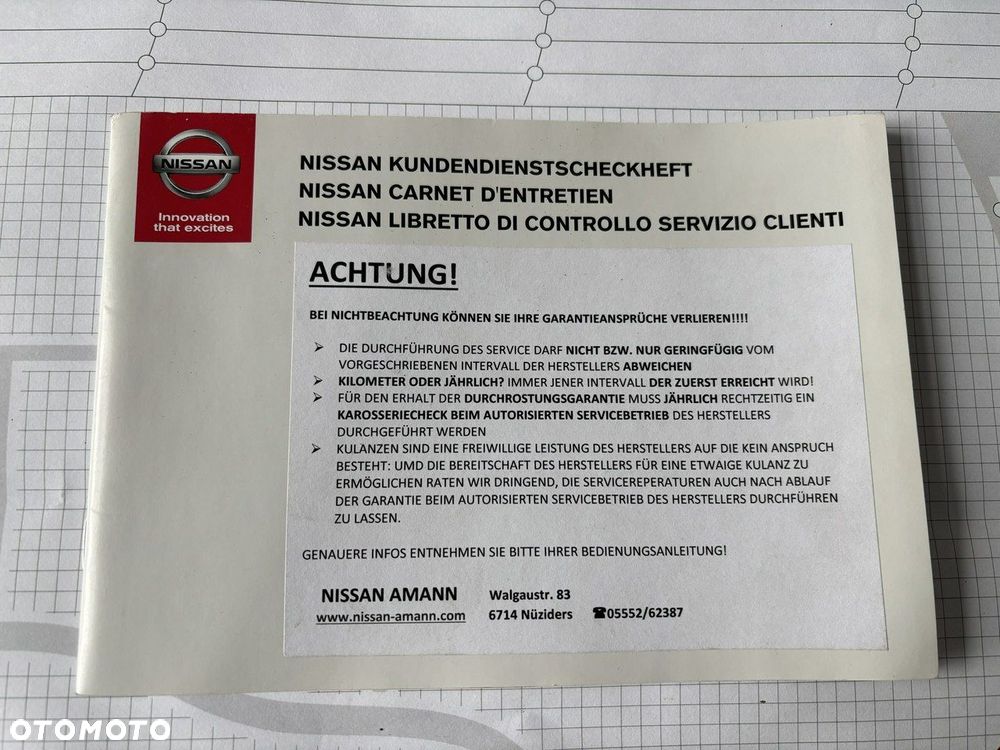 NISSAN
Innovation
that excites
NISSAN KUNDENDIENSTSCHECKHEFT
NISSAN CARNET D'ENTRETIEN
NISSAN LIBRETTO DI CONTROLLO SERVIZIO CLIENTI
ACHTUNG!
BEI NICHTBEACHTUNG KÖNNEN SIE IHRE GARANTIEANSPRÜCHE VERLIEREN!!!!
➢ DIE DURCHFÜHRUNG DES SERVICE DARF NICHT BZW. NUR GERINGFÜGIG VOM
VORGESCHRIEBENEN INTERVALL DER HERSTELLERS ABWEICHEN
➢ KILOMETER ODER JÄHRLICH? IMMER JENER INTERVALL DER ZUERST ERREICHT WIRD!
➢ FÜR DEN ERHALT DER DURCHROSTUNGSGARANTIE MUSS JÄHRLICH RECHTZEITIG EIN
KAROSSERIECHECK BEIM AUTORISIERTEN SERVICEBETRIEB DES HERSTELLERS
DURCHGEFÜHRT WERDEN
➢ KULANZEN SIND EINE FREIWILLIGE LEISTUNG DES HERSTELLERS AUF DIE KEIN ANSPRUCH
BESTEHT: UMD DIE BEREITSCHAFT DES HERSTELLERS FÜR EINE ETWAIGE KULANZ ZU
ERMÖGLICHEN RATEN WIR DRINGEND, DIE SERVICEREPERATUREN AUCH NACH ABLAUF
DER GARANTIE BEIM AUTORISIERTEN SERVICEBETRIEB DES HERSTELLERS DURCHFÜHREN
ZU LASSEN.
GENAUERE INFOS ENTNEHMEN SIE BITTE IHRER BEDIENUNGSANLEITUNG!
NISSAN AMANN Walgaustr. 83
www.nissan-amann.com 6714 Nüziders ☎05552/62387
OTOMOTO